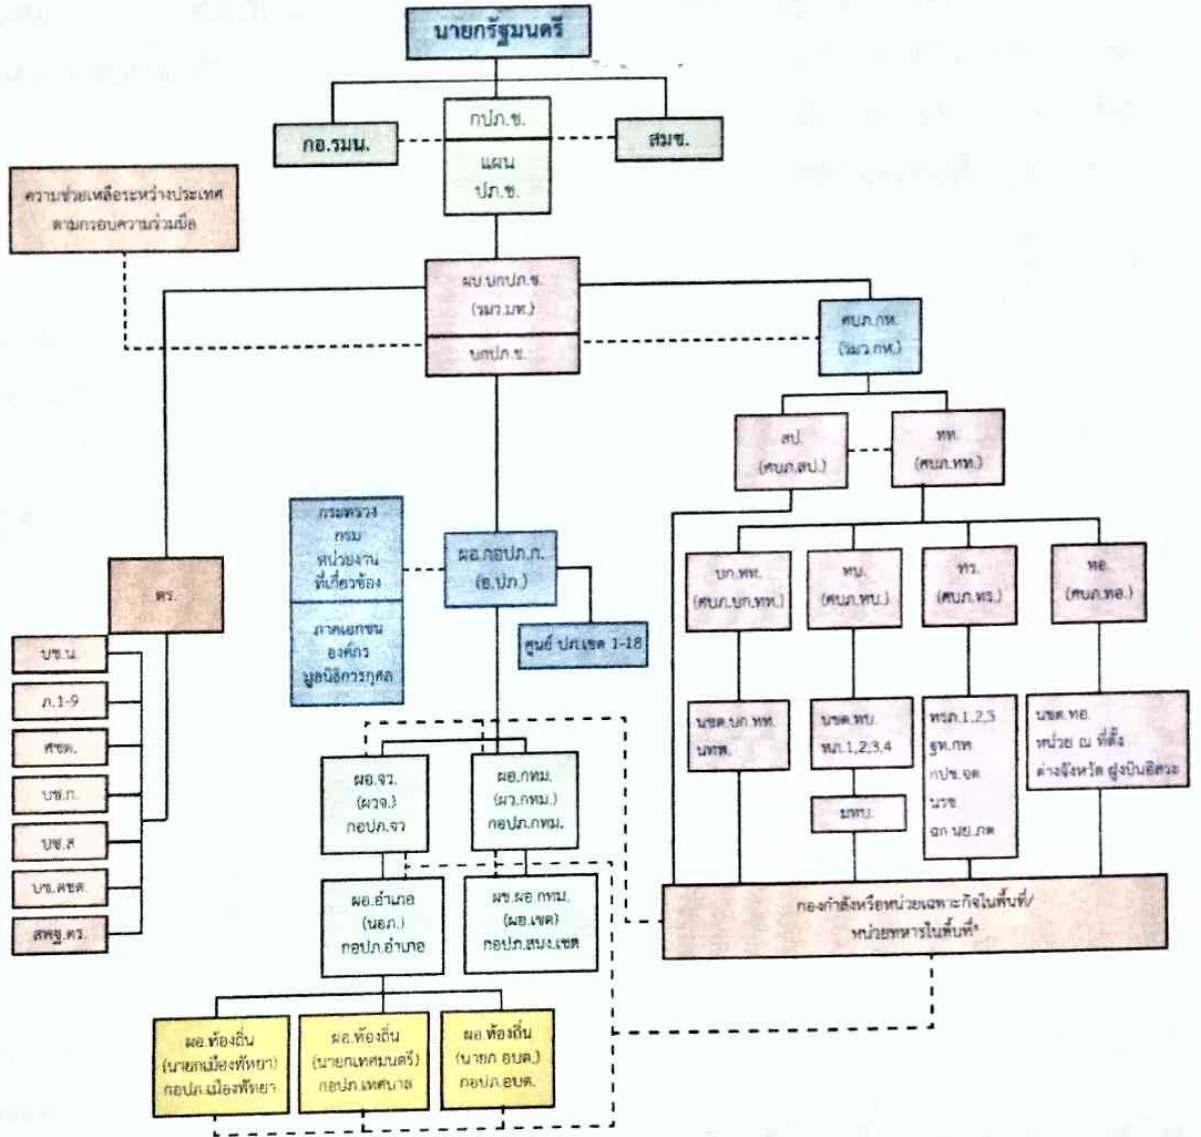 นายกรัฐมนตรี
กอ.รมน.
กปภ.ช.
แผน
ปภ.ช.
สมช.
ความช่วยเหลือระหว่างประเทศ
ตามกรอบความร่วมมือ
ผบ.บกปภ.ช.
(รมว.มท.)
บกปภ.ช.
ศบภ.กห.
(รมว.กห.)
สป.
(ศบภ.สป.)
ทท.
(ศบภ.ทท.)
กระทรวง
กรม
หน่วยงาน
ที่เกี่ยวข้อง
ภาคเอกชน
องค์กร
มูลนิธิการกุศล
ผอ.กอปภ.ก.
(อ.ปภ.)
ศูนย์ ปภ.เขต 1-18
บก.ทท.
(ศบภ.บก.ทท.)
ทบ.
(ศบภ.ทบ.)
ทร.
(ศบภ.ทร.)
ทอ.
(ศบภ.ทอ.)
ตร.
บช.น.
ภ.1-9
ศชต.
บช.ก.
บช.ส
บช.ตชด.
สพฐ.ตร.
นขต.บก.ทท.
นทพ.
นขต.ทบ.
ทภ.1,2,3,4
มทบ.
ทรภ.1,2,3
ฐท.กท
กปช.จต
นรข.
ฉก.นย.ภต
นขต.ทอ.
หน่วย ณ ที่ตั้ง
ต่างจังหวัด ฝูงบินอิสระ
ผอ.จว.
(ผวจ.)
กอปภ.จว
ผอ.กทม.
(ผว.กทม.)
กอปภ.กทม.
ผอ.อำเภอ
(นอภ.)
กอปภ.อำเภอ
ผช.ผอ.กทม.
(ผอ.เขต)
กอปภ.สนง.เขต
กองกำลังหรือหน่วยเฉพาะกิจในพื้นที่/
หน่วยทหารในพื้นที่*
ผอ.ท้องถิ่น
(นายกเมืองพัทยา)
กอปภ.เมืองพัทยา
ผอ.ท้องถิ่น
(นายกเทศมนตรี)
กอปภ.เทศบาล
ผอ.ท้องถิ่น
(นายก อบต.)
กอปภ.อบต.